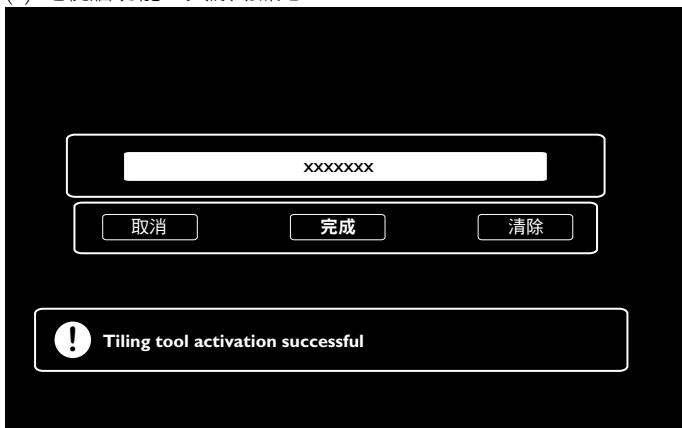 xxxxxxx
取消 完成 清除
Tiling tool activation successful